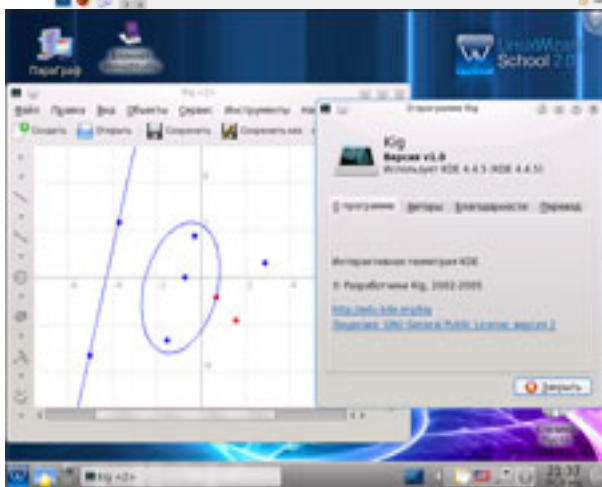 ПараГраф
LinuxWizard
School 2.0
Kig <2>
Файл Правка Вид Объекты Сервис Инструменты
Создать Открыть Сохранить Сохранить как
О программе Kig
Kig
Версия v1.0
Использует KDE 4.4.5 (KDE 4.4.5)
О программе Авторы Благодарности Перевод
Интерактивная геометрия KDE
© Разработчики Kig, 2002-2005
http://edu.kde.org/kig
Лицензия: GNU General Public License версия 2
Закрыть
Kig <2>
21:37